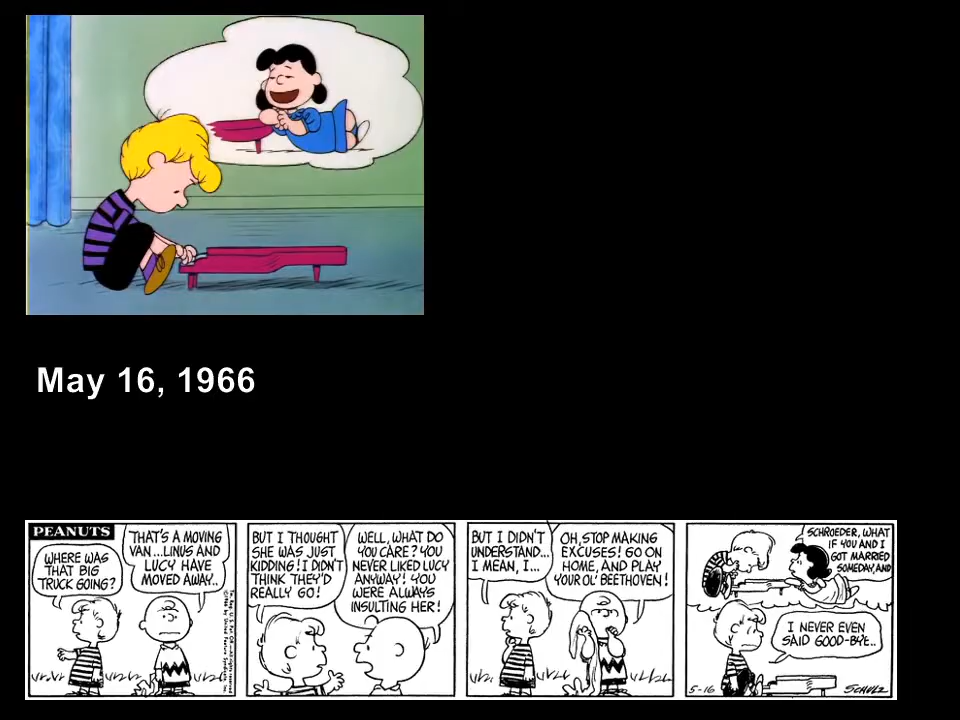 May 16, 1966
PEANUTS
WHERE WAS
THAT BIG
TRUCK GOING?
THAT'S A MOVING
VAN...LINUS AND
LUCY HAVE
MOVED AWAY..
BUT I THOUGHT
SHE WAS JUST
KIDDING! I DIDN'T
THINK THEY'D
REALLY GO!
WELL, WHAT DO
YOU CARE? YOU
NEVER LIKED LUCY
ANYWAY! YOU
WERE ALWAYS
INSULTING HER!
BUT I DIDN'T
UNDERSTAND...
I MEAN, I...
OH, STOP MAKING
EXCUSES! GO ON
HOME, AND PLAY
YOUR OL' BEETHOVEN!
SCHROEDER, WHAT
IF YOU AND I
GOT MARRIED
SOMEDAY, AND
I NEVER EVEN
SAID GOOD-BYE..
5-16
SCHULZ